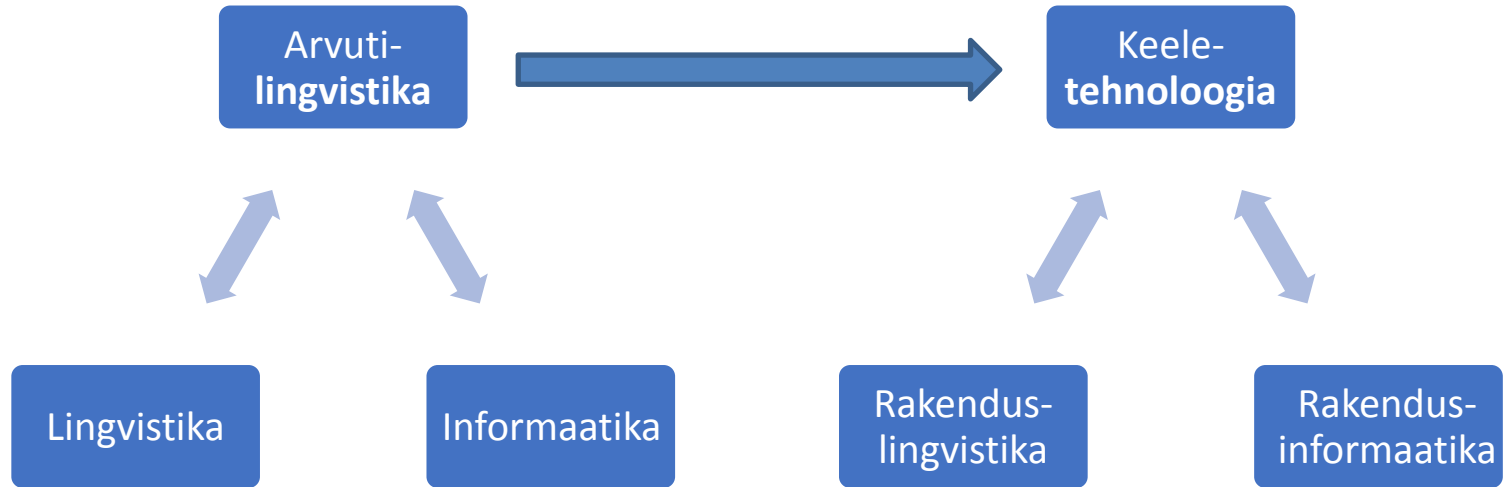 Arvuti-
lingvistika
Keele-
tehnoloogia
Lingvistika
Informaatika
Rakendus-
lingvistika
Rakendus-
informaatika